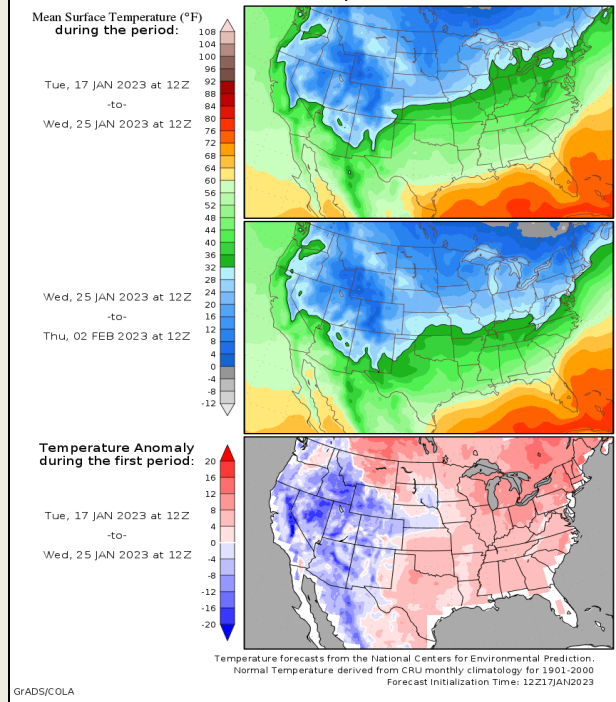 Mean Surface Temperature (°F)
during the period:
108
104
100
96
92
88
84
80
76
72
68
64
60
56
52
48
44
40
36
32
28
24
20
16
12
8
4
0
-4
-8
-12
Tue, 17 JAN 2023 at 12Z
-to-
Wed, 25 JAN 2023 at 12Z
Wed, 25 JAN 2023 at 12Z
-to-
Thu, 02 FEB 2023 at 12Z
Temperature Anomaly
during the first period:
20
16
12
8
4
0
-4
-8
-12
-16
-20
Tue, 17 JAN 2023 at 12Z
-to-
Wed, 25 JAN 2023 at 12Z
Temperature forecasts from the National Centers for Environmental Prediction.
Normal Temperature derived from CRU monthly climatology for 1901-2000
Forecast Initialization Time: 12Z17JAN2023
GrADS/COLA